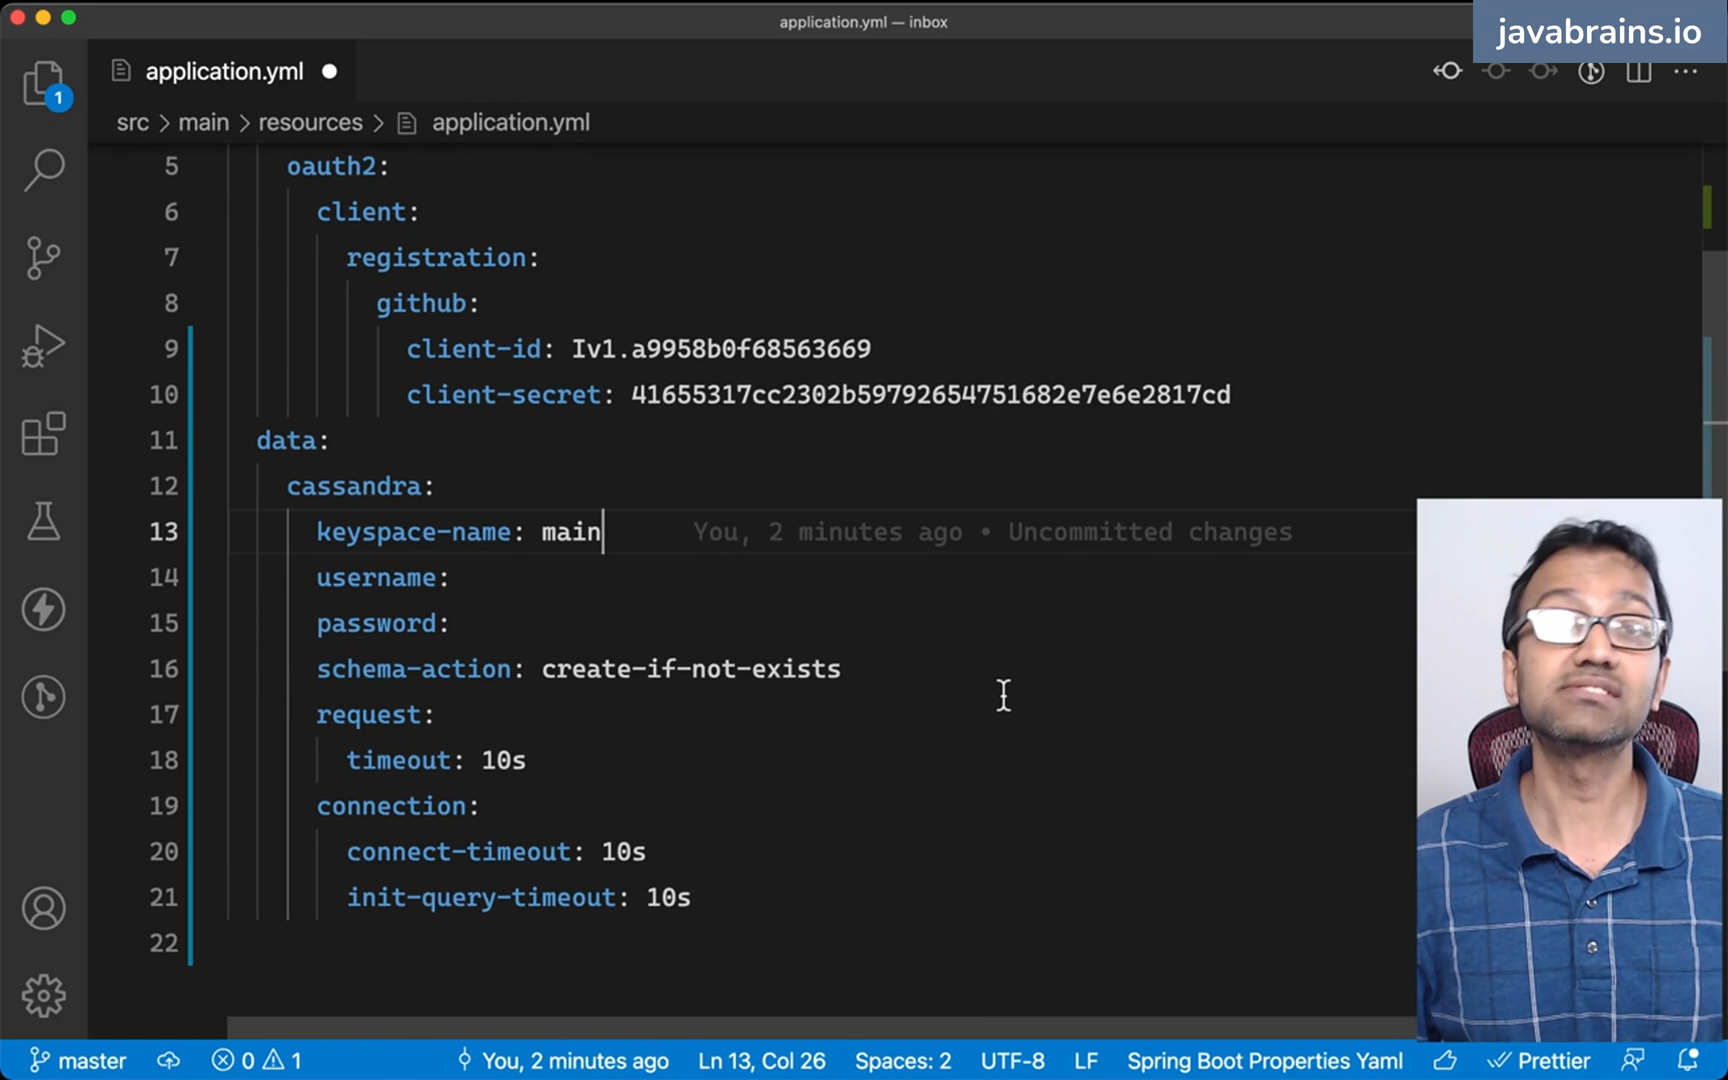 application.yml — inbox
javabrains.io
application.yml
1
src > main > resources > application.yml
5 oauth2:
6 client:
7 registration:
8 github:
9 client-id: Iv1.a9958b0f68563669
10 client-secret: 41655317cc2302b59792654751682e7e6e2817cd
11 data:
12 cassandra:
13 keyspace-name: main You, 2 minutes ago • Uncommitted changes
14 username:
15 password:
16 schema-action: create-if-not-exists
17 request:
18 timeout: 10s
19 connection:
20 connect-timeout: 10s
21 init-query-timeout: 10s
22
master 0 1 You, 2 minutes ago Ln 13, Col 26 Spaces: 2 UTF-8 LF Spring Boot Properties Yaml Prettier